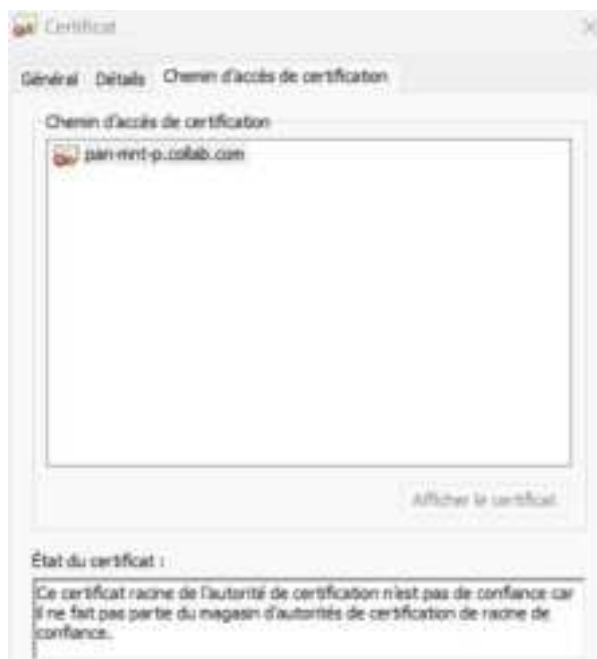 Certificat
Général Détails Chemin d'accès de certification
Chemin d'accès de certification
pan-mnt-p.collab.com
Afficher le certificat
État du certificat :
Ce certificat racine de l'autorité de certification n'est pas de confiance car
il ne fait pas partie du magasin d'autorités de certification de racine de
confiance.